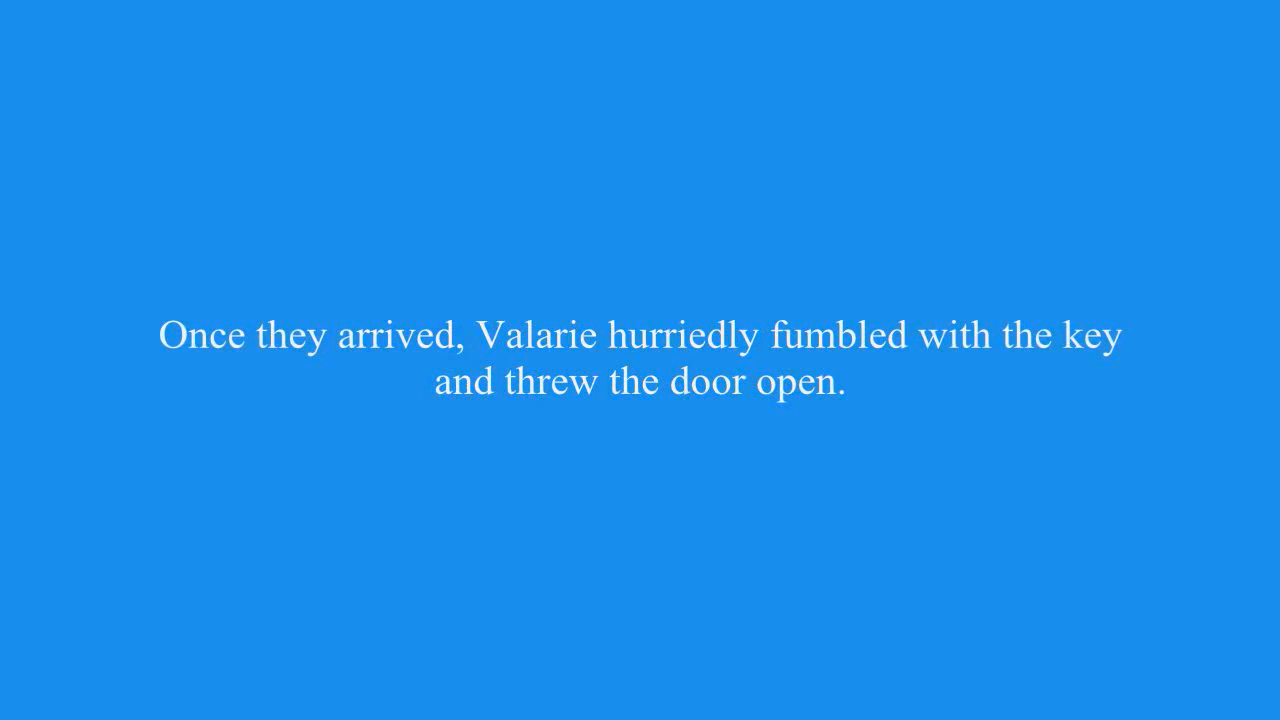 Once they arrived, Valarie hurriedly fumbled with the key
and threw the door open.